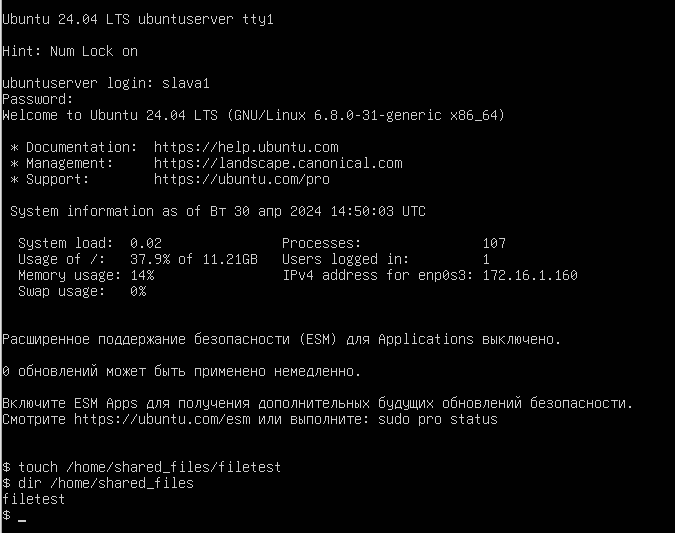 Ubuntu 24.04 LTS ubuntuserver tty1
Hint: Num Lock on
ubuntuserver login: slava1
Password:
Welcome to Ubuntu 24.04 LTS (GNU/Linux 6.8.0-31-generic x86_64)
* Documentation:  https://help.ubuntu.com
* Management:     https://landscape.canonical.com
* Support:        https://ubuntu.com/pro
System information as of Вт 30 апр 2024 14:50:03 UTC
System load:  0.02               Processes:               107
Usage of /:   37.9% of 11.21GB   Users logged in:         1
Memory usage: 14%                IPv4 address for enp0s3: 172.16.1.160
Swap usage:   0%
Расширенное поддержание безопасности (ESM) для Applications выключено.
0 обновлений может быть применено немедленно.
Включите ESM Apps для получения дополнительных будущих обновлений безопасности.
Смотрите https://ubuntu.com/esm или выполните: sudo pro status
$ touch /home/shared_files/filetest
$ dir /home/shared_files
filetest
$ _